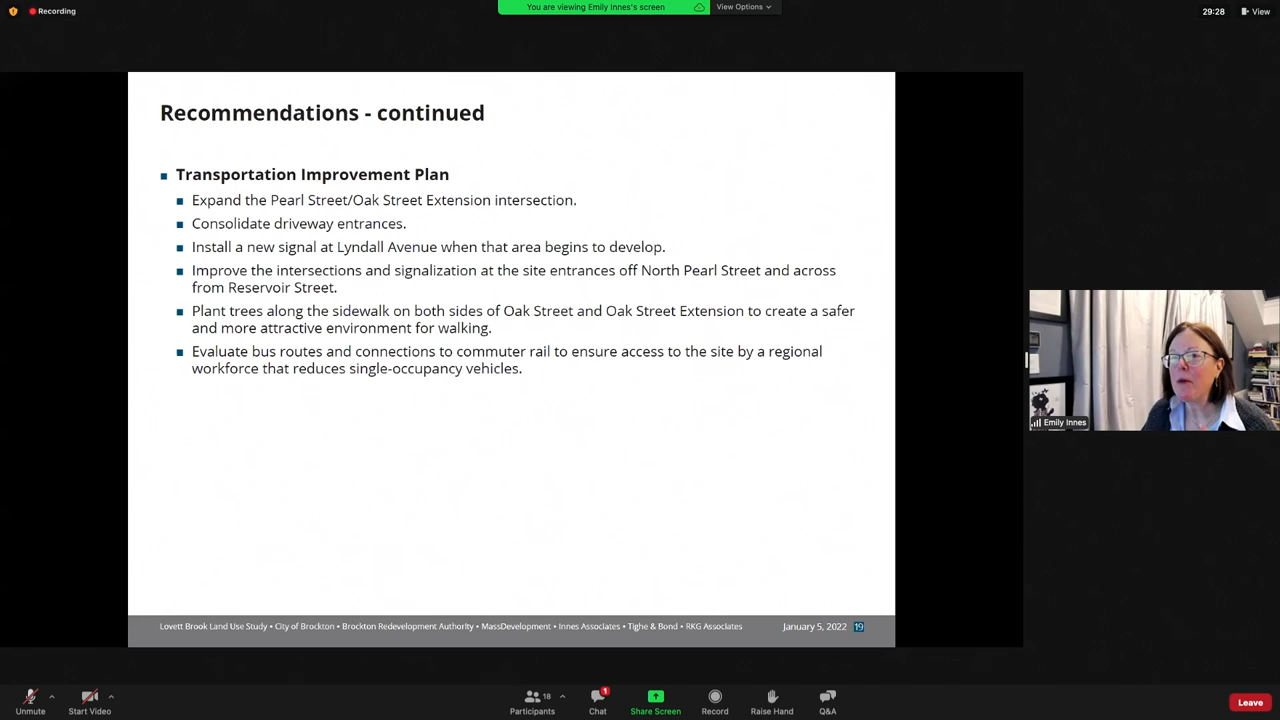 Recording
You are viewing Emily Innes's screen
View Options
29:28
View
Recommendations - continued
Transportation Improvement Plan
Expand the Pearl Street/Oak Street Extension intersection.
Consolidate driveway entrances.
Install a new signal at Lyndall Avenue when that area begins to develop.
Improve the intersections and signalization at the site entrances off North Pearl Street and across
from Reservoir Street.
Plant trees along the sidewalk on both sides of Oak Street and Oak Street Extension to create a safer
and more attractive environment for walking.
Evaluate bus routes and connections to commuter rail to ensure access to the site by a regional
workforce that reduces single-occupancy vehicles.
Emily Innes
Lovett Brook Land Use Study • City of Brockton • Brockton Redevelopment Authority • MassDevelopment • Innes Associates • Tighe & Bond • RKG Associates
January 5, 2022 19
Unmute
Start Video
18
Participants
1
Chat
Share Screen
Record
Raise Hand
Q&A
Leave